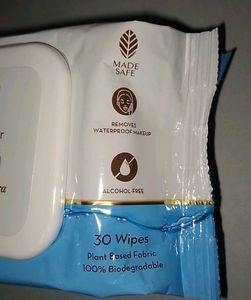 MADE
SAFE
REMOVES
WATERPROOF MAKEUP
ALCOHOL-FREE
30 Wipes
Plant Based Fabric
100% Biodegradable